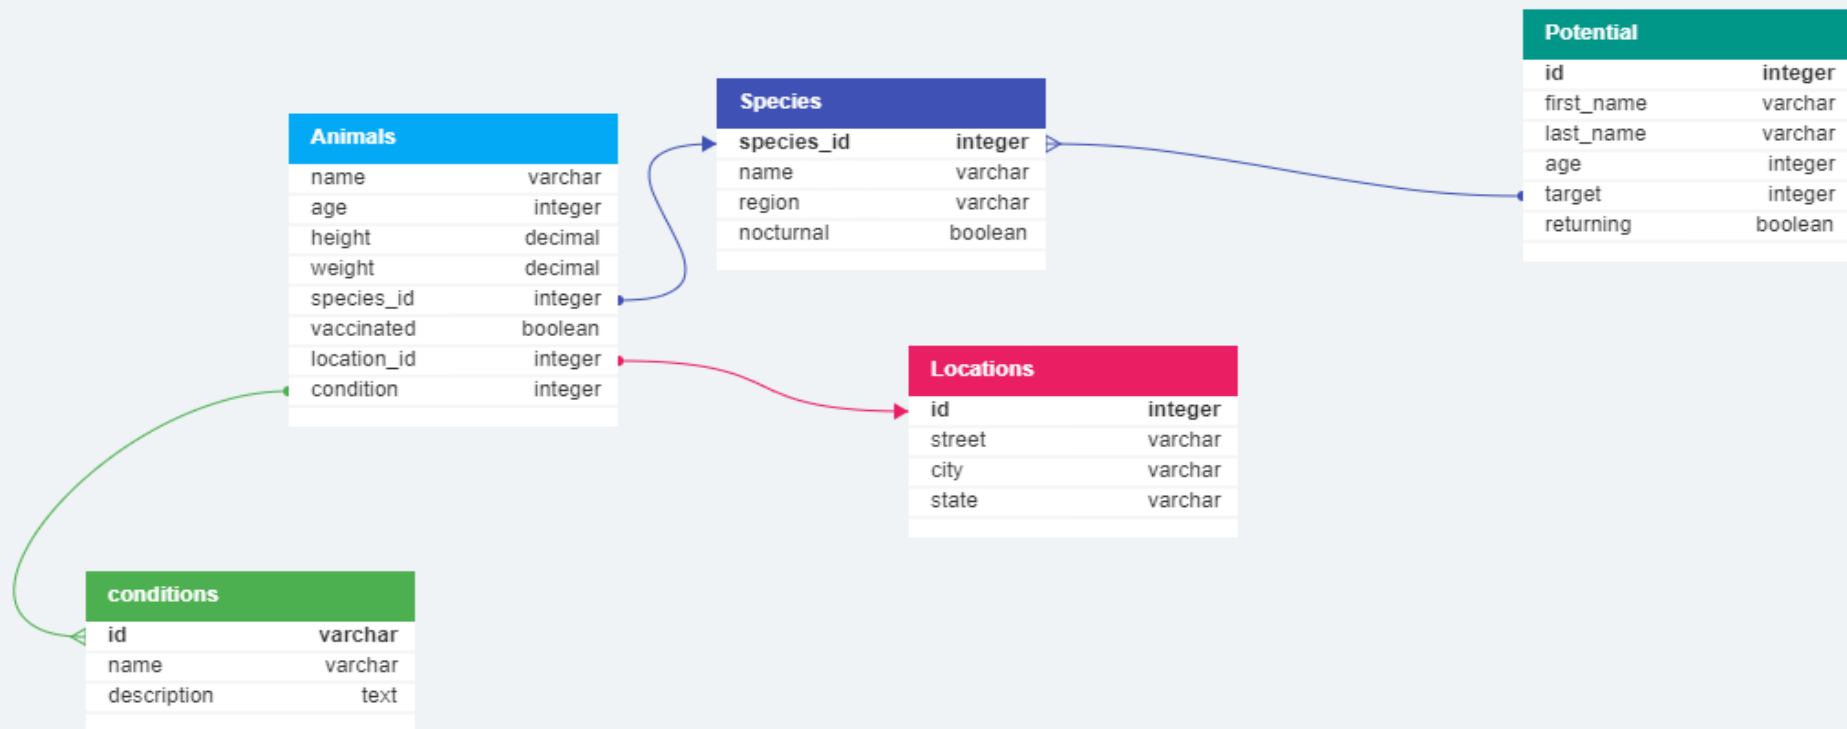 Potential
id integer
first_name varchar
last_name varchar
age integer
target integer
returning boolean
Species
species_id integer
name varchar
region varchar
nocturnal boolean
Animals
name varchar
age integer
height decimal
weight decimal
species_id integer
vaccinated boolean
location_id integer
condition integer
Locations
id integer
street varchar
city varchar
state varchar
conditions
id varchar
name varchar
description text